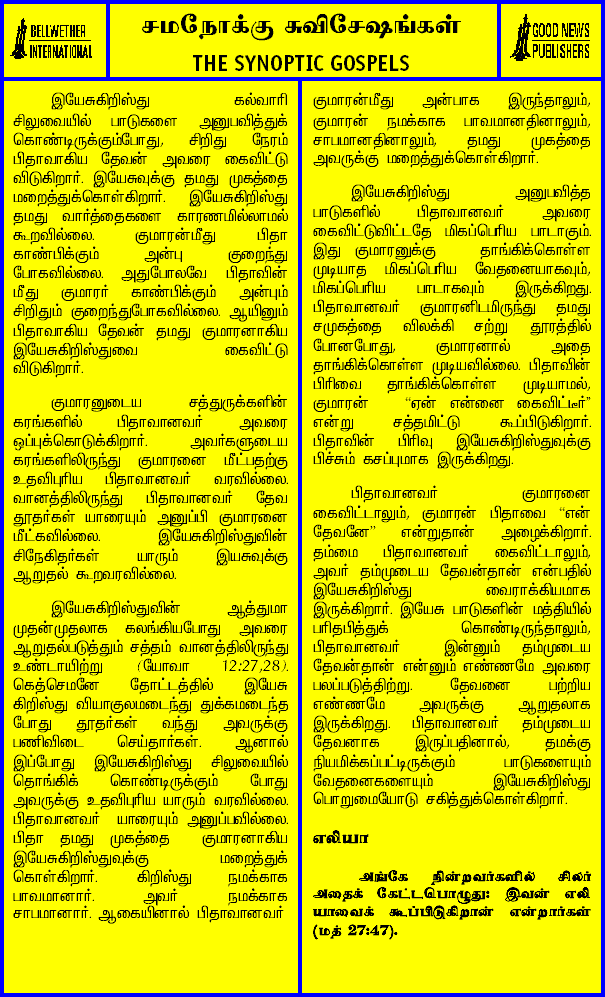 BELLWETHER
INTERNATIONAL
சமநோக்கு சுவிசேஷங்கள்
THE SYNOPTIC GOSPELS
GOOD NEWS
PUBLISHERS
இயேசுகிறிஸ்து கல்வாரி
சிலுவையில் பாடுகளை அனுபவித்துக்
கொண்டிருக்கும்போது, சிறிது நேரம்
பிதாவாகிய தேவன் அவரை கைவிட்டு
விடுகிறார். இயேசுவுக்கு தமது முகத்தை
மறைத்துக்கொள்கிறார். இயேசுகிறிஸ்து
தமது வார்த்தைகளை காரணமில்லாமல்
கூறவில்லை. குமாரன்மீது பிதா
காண்பிக்கும் அன்பு குறைந்து
போகவில்லை. அதுபோலவே பிதாவின்
மீது குமாரர் காண்பிக்கும் அன்பும்
சிறிதும் குறைந்துபோகவில்லை. ஆயினும்
பிதாவாகிய தேவன் தமது குமாரனாகிய
இயேசுகிறிஸ்துவை கைவிட்டு
விடுகிறார்.
குமாரனுடைய சத்துருக்களின்
கரங்களில் பிதாவானவர் அவரை
ஒப்புக்கொடுக்கிறார். அவர்களுடைய
கரங்களிலிருந்து குமாரனை மீட்பதற்கு
உதவிபுரிய பிதாவானவர் வரவில்லை.
வானத்திலிருந்து பிதாவானவர் தேவ
தூதர்கள் யாரையும் அனுப்பி குமாரனை
மீட்கவில்லை. இயேசுகிறிஸ்துவின்
சிநேகிதர்கள் யாரும் இயசுவுக்கு
ஆறுதல் கூறவரவில்லை.
இயேசுகிறிஸ்துவின் ஆத்துமா
முதன்முதலாக கலங்கியபோது அவரை
ஆறுதல்படுத்தும் சத்தம் வானத்திலிருந்து
உண்டாயிற்று (யோவா 12:27,28).
கெத்செமனே தோட்டத்தில் இயேசு
கிறிஸ்து வியாகுலமடைந்து துக்கமடைந்த
போது தூதர்கள் வந்து அவருக்கு
பணிவிடை செய்தார்கள். ஆனால்
இப்போது இயேசுகிறிஸ்து சிலுவையில்
தொங்கிக் கொண்டிருக்கும் போது
அவருக்கு உதவிபுரிய யாரும் வரவில்லை.
பிதாவானவர் யாரையும் அனுப்பவில்லை.
பிதா தமது முகத்தை குமாரனாகிய
இயேசுகிறிஸ்துவுக்கு மறைத்துக்
கொள்கிறார். கிறிஸ்து நமக்காக
பாவமானார். அவர் நமக்காக
சாபமானார். ஆகையினால் பிதாவானவர்
குமாரன்மீது அன்பாக இருந்தாலும்,
குமாரன் நமக்காக பாவமானதினாலும்,
சாபமானதினாலும், தமது முகத்தை
அவருக்கு மறைத்துக்கொள்கிறார்.
இயேசுகிறிஸ்து அனுபவித்த
பாடுகளில் பிதாவானவர் அவரை
கைவிட்டுவிட்டதே மிகப்பெரிய பாடாகும்.
இது குமாரனுக்கு தாங்கிக்கொள்ள
முடியாத மிகப்பெரிய வேதனையாகவும்,
மிகப்பெரிய பாடாகவும் இருக்கிறது.
பிதாவானவர் குமாரனிடமிருந்து தமது
சமுகத்தை விலக்கி சற்று தூரத்தில்
போனபோது, குமாரனால் அதை
தாங்கிக்கொள்ள முடியவில்லை. பிதாவின்
பிரிவை தாங்கிக்கொள்ள முடியாமல்,
குமாரன் “ஏன் என்னை கைவிட்டீர்”
என்று சத்தமிட்டு கூப்பிடுகிறார்.
பிதாவின் பிரிவு இயேசுகிறிஸ்துவுக்கு
பிச்சும் கசப்புமாக இருக்கிறது.
பிதாவானவர் குமாரனை
கைவிட்டாலும், குமாரன் பிதாவை “என்
தேவனே” என்றுதான் அழைக்கிறார்.
தம்மை பிதாவானவர் கைவிட்டாலும்,
அவர் தம்முடைய தேவன்தான் என்பதில்
இயேசுகிறிஸ்து வைராக்கியமாக
இருக்கிறார். இயேசு பாடுகளின் மத்தியில்
பரிதபித்துக் கொண்டிருந்தாலும்,
பிதாவானவர் இன்னும் தம்முடைய
தேவன்தான் என்னும் எண்ணமே அவரை
பலப்படுத்திற்று. தேவனை பற்றிய
எண்ணமே அவருக்கு ஆறுதலாக
இருக்கிறது. பிதாவானவர் தம்முடைய
தேவனாக இருப்பதினால், தமக்கு
நியமிக்கப்பட்டிருக்கும் பாடுகளையும்
வேதனைகளையும் இயேசுகிறிஸ்து
பொறுமையோடு சகித்துக்கொள்கிறார்.
எலியா
அங்கே நின்றவர்களில் சிலர்
அதைக் கேட்டபொழுது: இவன் எலி
யாவைக் கூப்பிடுகிறான் என்றார்கள்
(மத் 27:47).